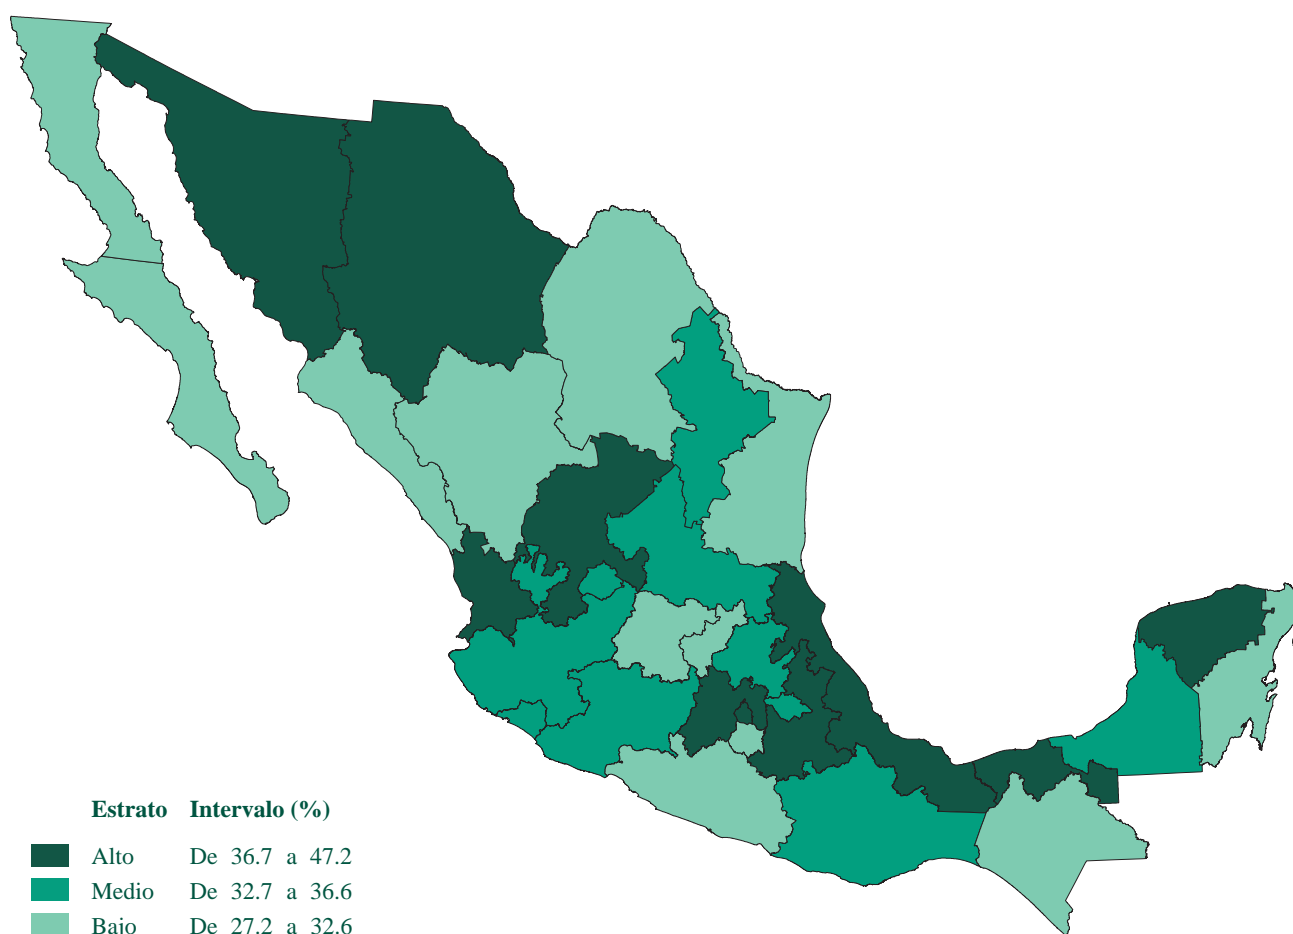 Estrato Intervalo (%)
Alto De 36.7 a 47.2
Medio De 32.7 a 36.6
Bajo De 27.2 a 32.6